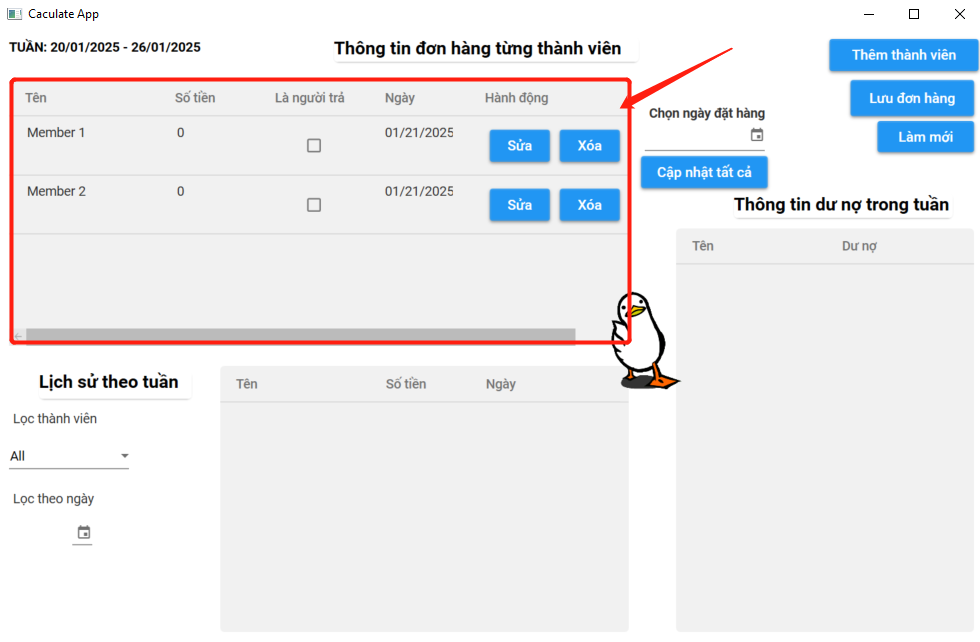 Caculate App
TUẦN: 20/01/2025 - 26/01/2025
Thông tin đơn hàng từng thành viên
Thêm thành viên
Lưu đơn hàng
Làm mới
Tên Số tiền Là người trả Ngày Hành động
Member 1 0 01/21/2025 Sửa Xóa
Member 2 0 01/21/2025 Sửa Xóa
Chọn ngày đặt hàng
Cập nhật tất cả
Thông tin dư nợ trong tuần
Tên Dư nợ
Lịch sử theo tuần
Lọc thành viên
All
Lọc theo ngày
Tên Số tiền Ngày